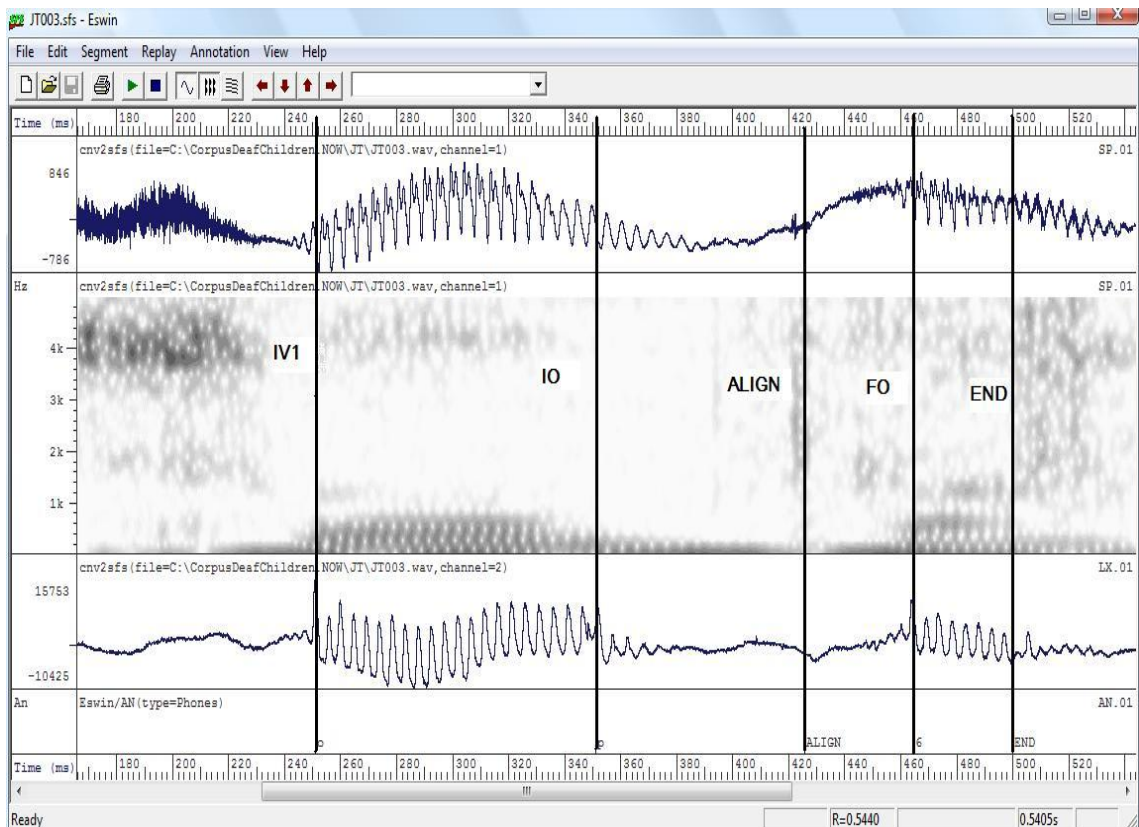 JT003.sfs - Eswin
File Edit Segment Replay Annotation View Help
Time (ms) 180 200 220 240 260 280 300 320 340 360 380 400 420 440 460 480 500 520
cnv2sfs(file=C:\CorpusDeafChildren.NOW\JT\JT003.wav,channel=1) SP.01
846
-786
Hz cnv2sfs(file=C:\CorpusDeafChildren.NOW\JT\JT003.wav,channel=1) SP.01
4k
IV1
IO
ALIGN
FO
END
3k
2k
1k
cnv2sfs(file=C:\CorpusDeafChildren.NOW\JT\JT003.wav,channel=2) LX.01
15753
-10425
An Eswin/AN(type=Phones) AN.01
o p ALIGN 6 END
Time (ms) 180 200 220 240 260 280 300 320 340 360 380 400 420 440 460 480 500 520
Ready R=0.5440 0.5405s